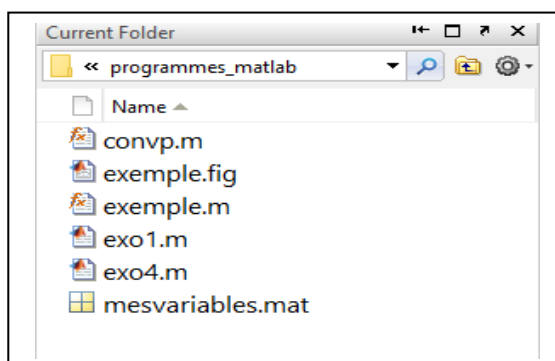 Current Folder
« programmes_matlab
Name
convp.m
exemple.fig
exemple.m
exo1.m
exo4.m
mesvariables.mat